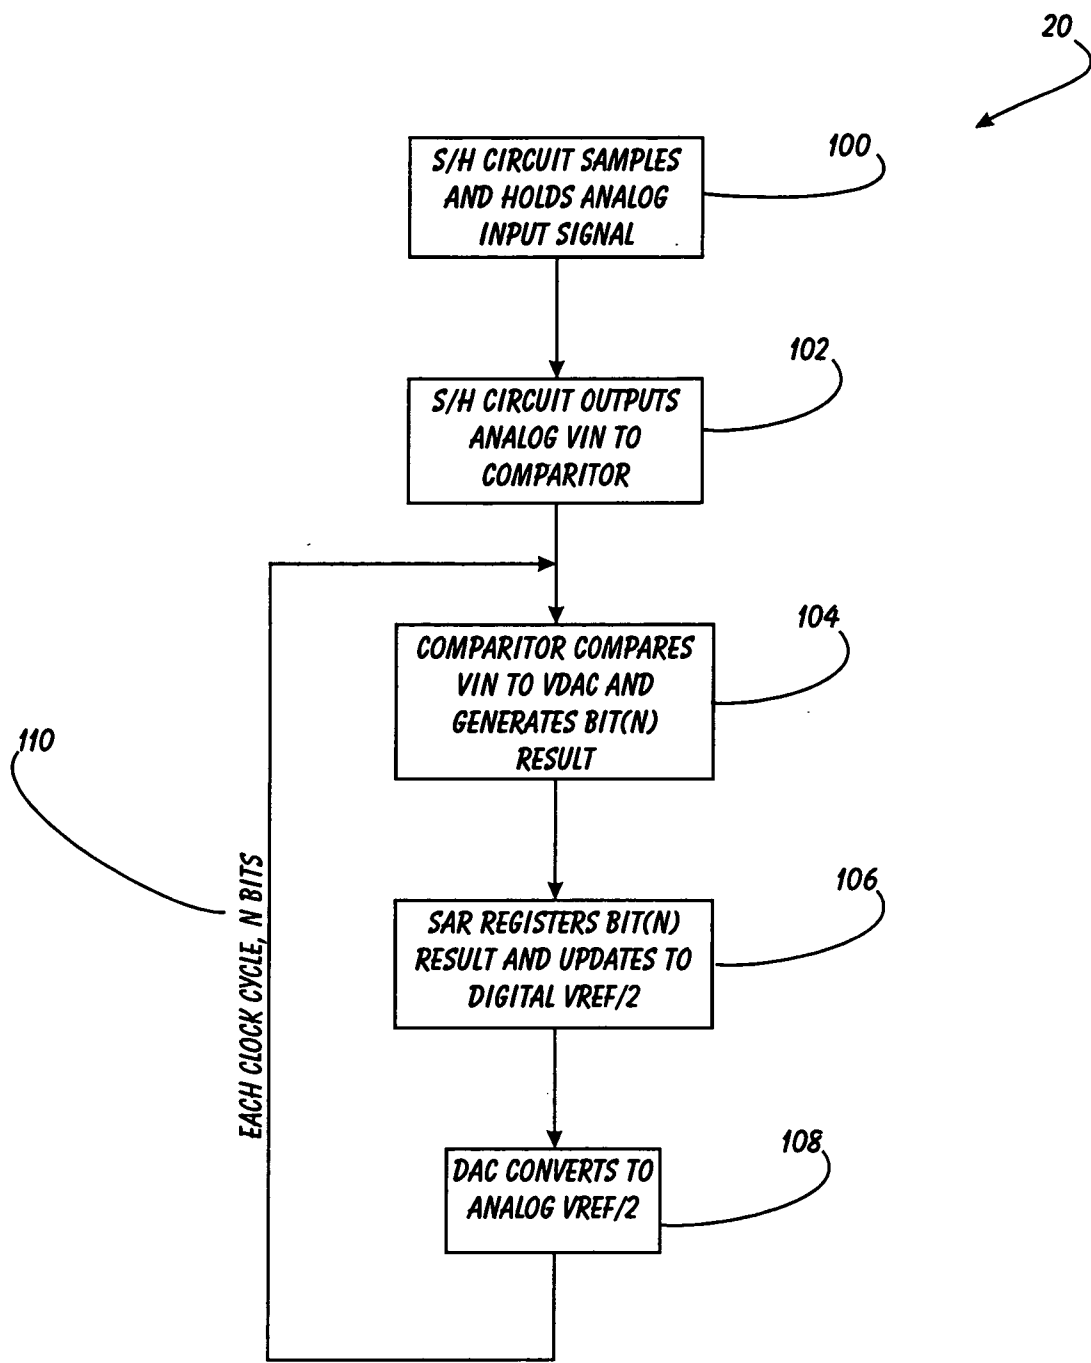 20
100
S/H CIRCUIT SAMPLES
AND HOLDS ANALOG
INPUT SIGNAL
102
S/H CIRCUIT OUTPUTS
ANALOG VIN TO
COMPARITOR
104
COMPARITOR COMPARES
VIN TO VDAC AND
GENERATES BIT(N)
RESULT
110
EACH CLOCK CYCLE, N BITS
106
SAR REGISTERS BIT(N)
RESULT AND UPDATES TO
DIGITAL VREF/2
108
DAC CONVERTS TO
ANALOG VREF/2